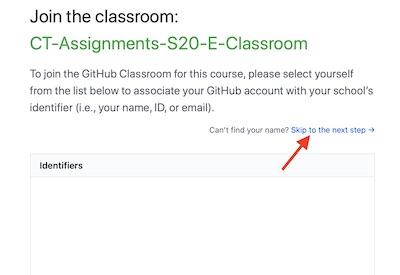 Join the classroom:
CT-Assignments-S20-E-Classroom
To join the GitHub Classroom for this course, please select yourself
from the list below to associate your GitHub account with your school's
identifier (i.e., your name, ID, or email).
Can't find your name? Skip to the next step →
Identifiers